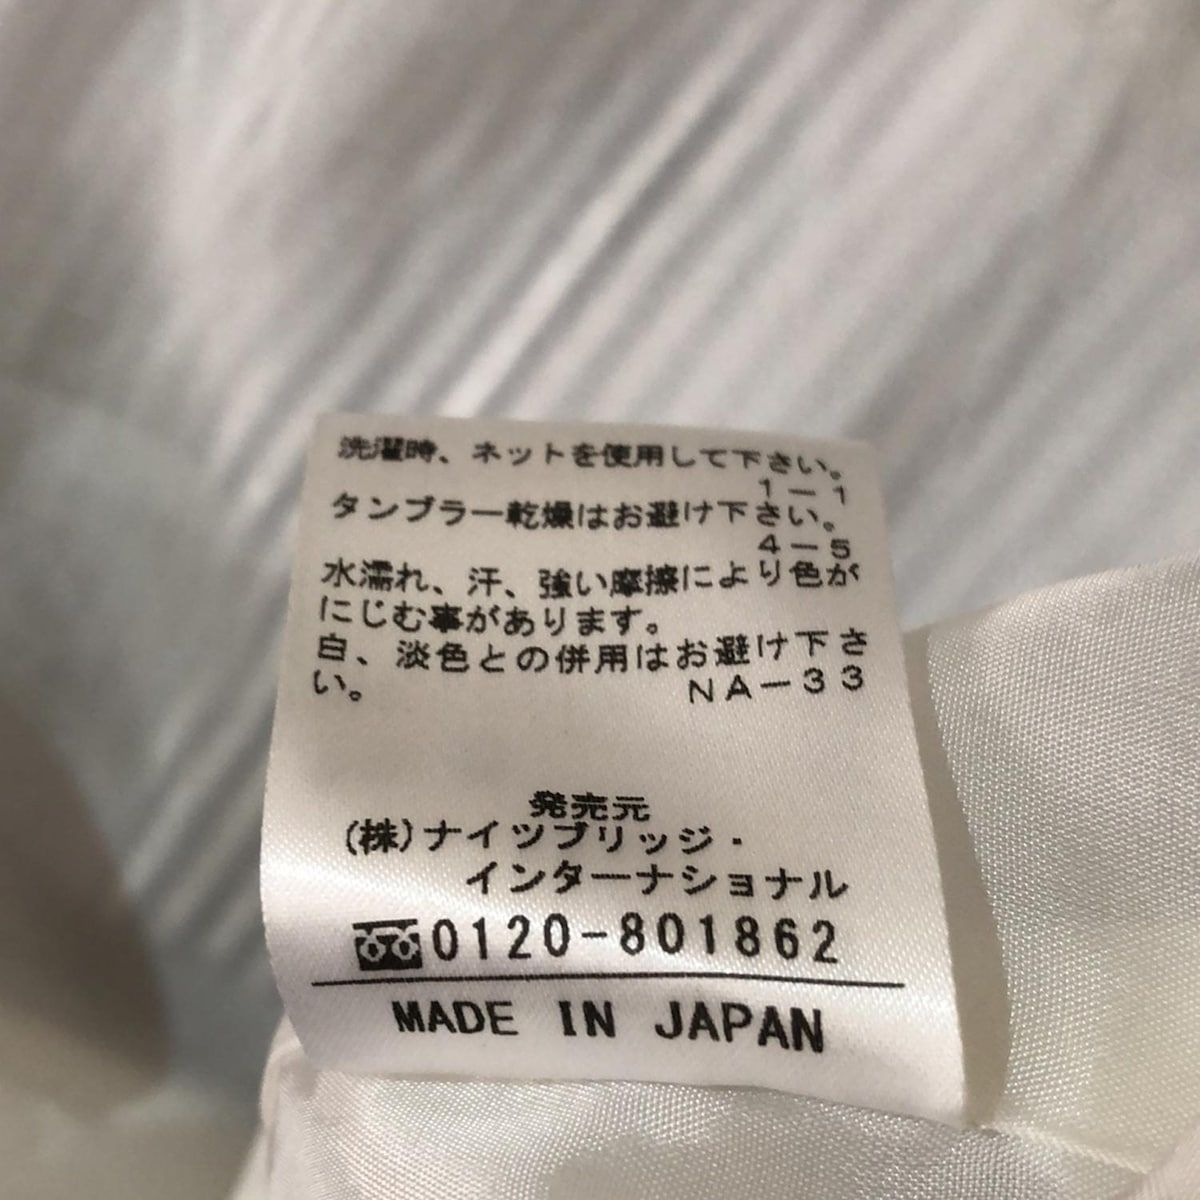 洗濯時、ネットを使用して下さい。
1－1
タンブラー乾燥はお避け下さい。
4－5
水濡れ、汗、強い摩擦により色が
にじむ事があります。
白、淡色との併用はお避け下さ
い。 NA－33
発売元
(株)ナイツブリッジ・
インターナショナル
0120-801862
MADE IN JAPAN